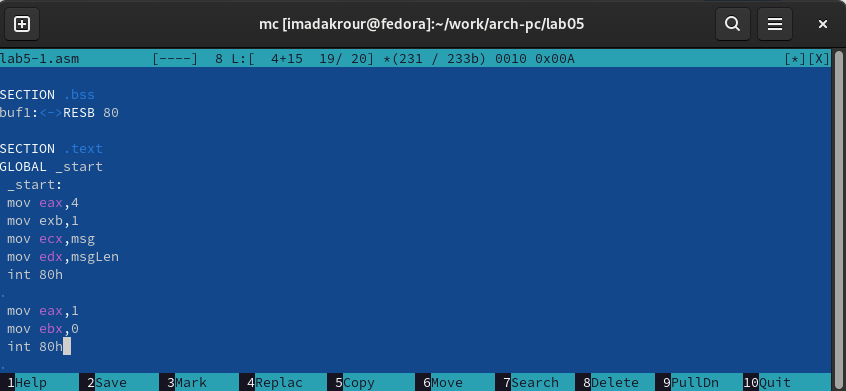 mc [imadakrour@fedora]:~/work/arch-pc/lab05
lab5-1.asm [----] 8 L:[ 4+15 19/ 20] *(231 / 233b) 0010 0x00A [*][X]
SECTION .bss
buf1:<->RESB 80
SECTION .text
GLOBAL _start
_start:
mov eax,4
mov exb,1
mov ecx,msg
mov edx,msgLen
int 80h
.
mov eax,1
mov ebx,0
int 80h
.
1Help 2Save 3Mark 4Replac 5Copy 6Move 7Search 8Delete 9PullDn 10Quit